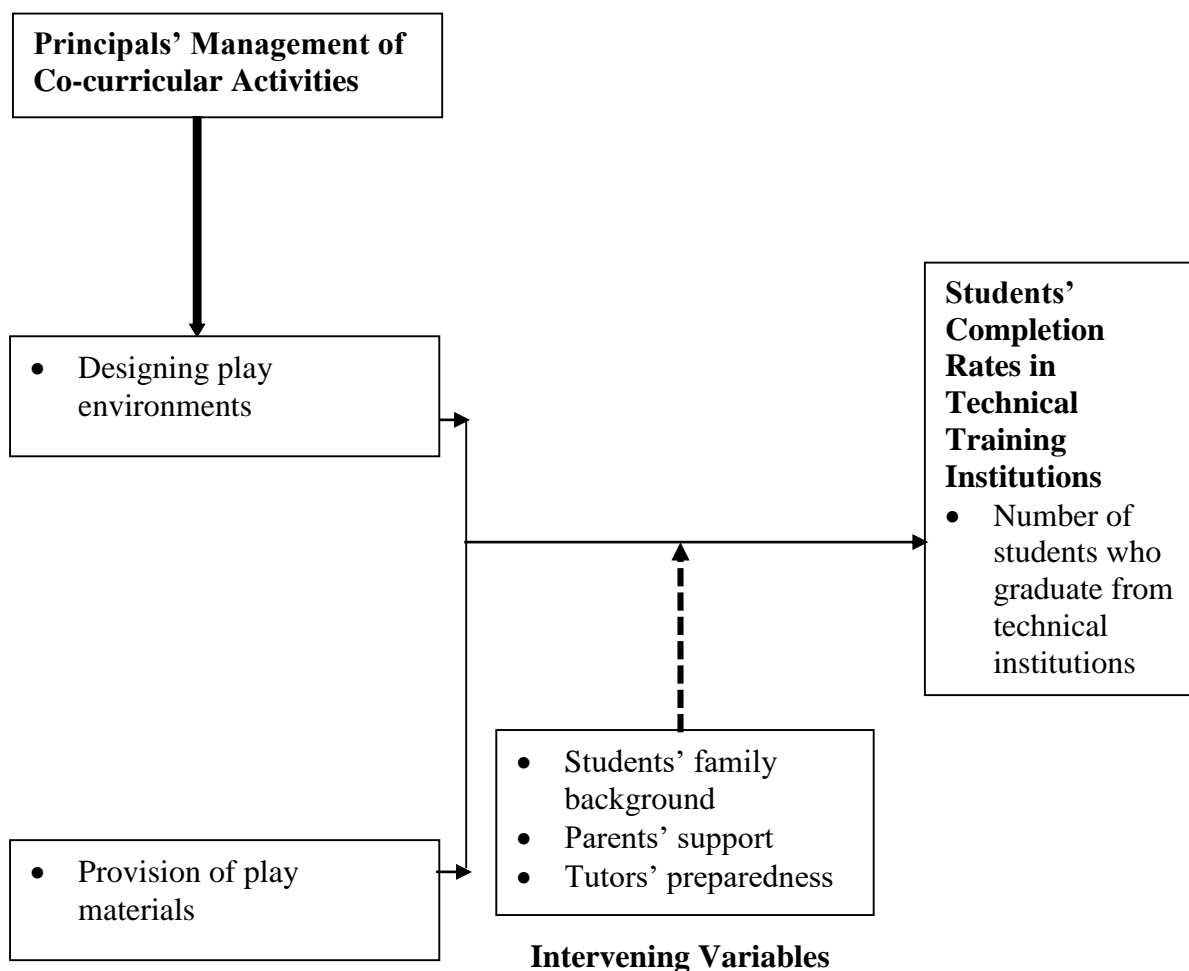 Principals’ Management of
Co-curricular Activities
• Designing play
environments
Students’
Completion
Rates in
Technical
Training
Institutions
• Number of
students who
graduate from
technical
institutions
• Students’ family
background
• Parents’ support
• Tutors’ preparedness
• Provision of play
materials
Intervening Variables